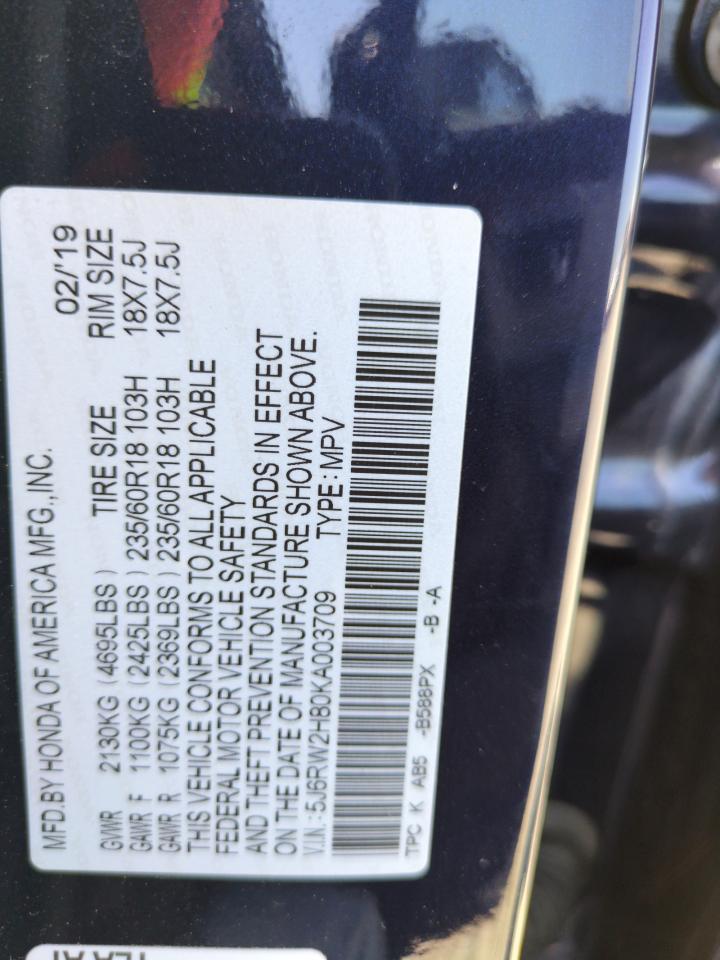 MFD.BY HONDA OF AMERICA MFG.,INC. 02/'19
GVWR 2130KG (4695LBS) TIRE SIZE RIM SIZE
GAWR F 1100KG (2425LBS) 235/60R18 103H 18X7.5J
GAWR R 1075KG (2369LBS) 235/60R18 103H 18X7.5J
THIS VEHICLE CONFORMS TO ALL APPLICABLE
FEDERAL MOTOR VEHICLE SAFETY
AND THEFT PREVENTION STANDARDS IN EFFECT
ON THE DATE OF MANUFACTURE SHOWN ABOVE.
V.I.N.:5J6RW2H80KA003709 TYPE:MPV
TPC K AB5 -B588PX -B -A